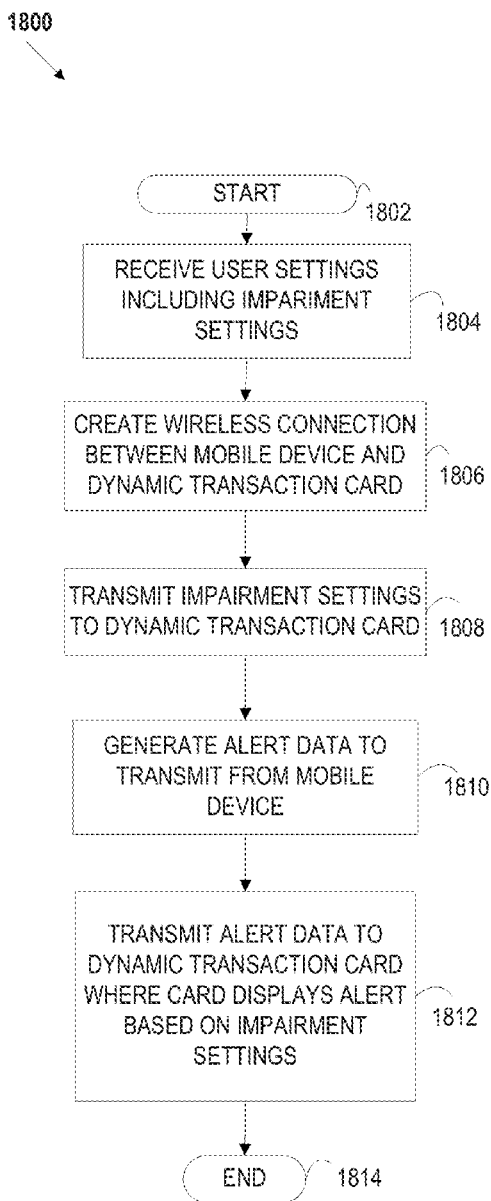 1800
START
1802
RECEIVE USER SETTINGS
INCLUDING IMPARIMENT
SETTINGS
1804
CREATE WIRELESS CONNECTION
BETWEEN MOBILE DEVICE AND
DYNAMIC TRANSACTION CARD
1806
TRANSMIT IMPAIRMENT SETTINGS
TO DYNAMIC TRANSACTION CARD
1808
GENERATE ALERT DATA TO
TRANSMIT FROM MOBILE
DEVICE
1810
TRANSMIT ALERT DATA TO
DYNAMIC TRANSACTION CARD
WHERE CARD DISPLAYS ALERT
BASED ON IMPAIRMENT
SETTINGS
1812
END
1814